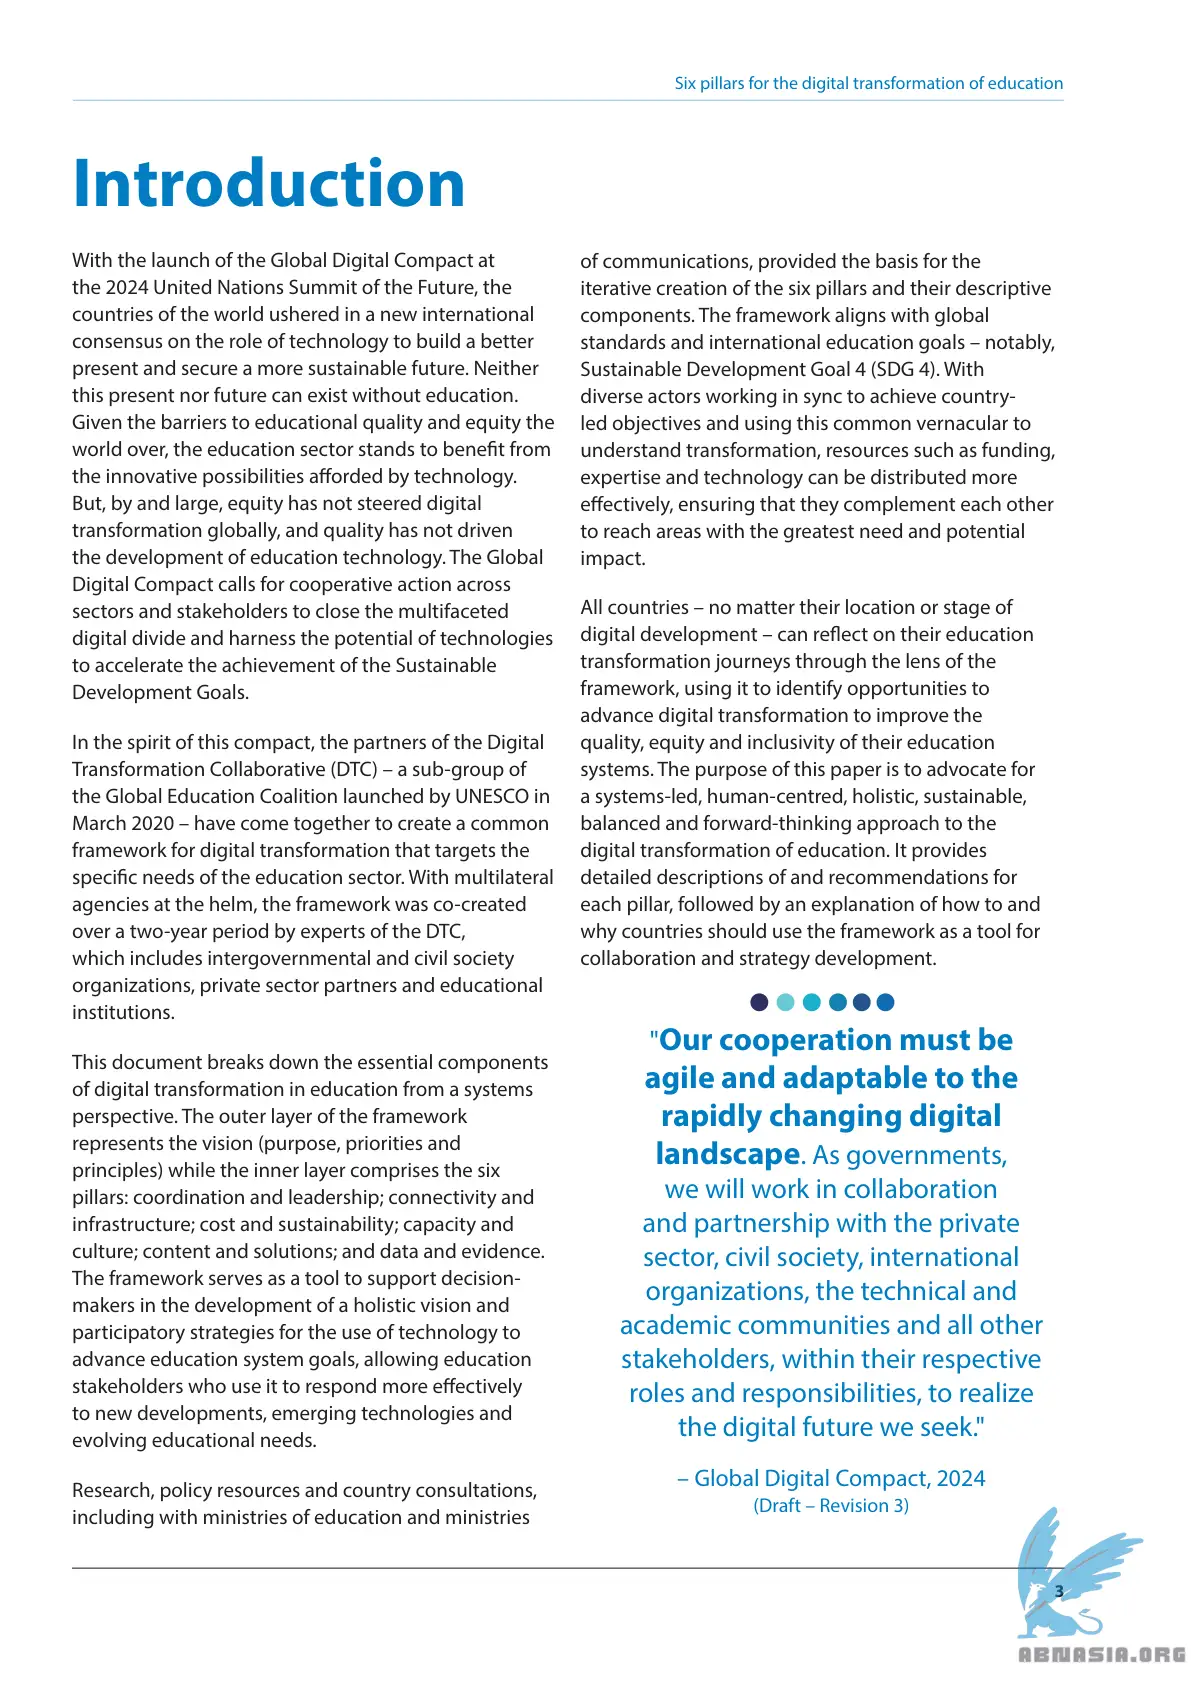 Six pillars for the digital transformation of education
Introduction
With the launch of the Global Digital Compact at
the 2024 United Nations Summit of the Future, the
countries of the world ushered in a new international
consensus on the role of technology to build a better
present and secure a more sustainable future. Neither
this present nor future can exist without education.
Given the barriers to educational quality and equity the
world over, the education sector stands to benefit from
the innovative possibilities afforded by technology.
But, by and large, equity has not steered digital
transformation globally, and quality has not driven
the development of education technology. The Global
Digital Compact calls for cooperative action across
sectors and stakeholders to close the multifaceted
digital divide and harness the potential of technologies
to accelerate the achievement of the Sustainable
Development Goals.
In the spirit of this compact, the partners of the Digital
Transformation Collaborative (DTC) – a sub-group of
the Global Education Coalition launched by UNESCO in
March 2020 – have come together to create a common
framework for digital transformation that targets the
specific needs of the education sector. With multilateral
agencies at the helm, the framework was co-created
over a two-year period by experts of the DTC,
which includes intergovernmental and civil society
organizations, private sector partners and educational
institutions.
This document breaks down the essential components
of digital transformation in education from a systems
perspective. The outer layer of the framework
represents the vision (purpose, priorities and
principles) while the inner layer comprises the six
pillars: coordination and leadership; connectivity and
infrastructure; cost and sustainability; capacity and
culture; content and solutions; and data and evidence.
The framework serves as a tool to support decision-
makers in the development of a holistic vision and
participatory strategies for the use of technology to
advance education system goals, allowing education
stakeholders who use it to respond more effectively
to new developments, emerging technologies and
evolving educational needs.
Research, policy resources and country consultations,
including with ministries of education and ministries
of communications, provided the basis for the
iterative creation of the six pillars and their descriptive
components. The framework aligns with global
standards and international education goals – notably,
Sustainable Development Goal 4 (SDG 4). With
diverse actors working in sync to achieve country-
led objectives and using this common vernacular to
understand transformation, resources such as funding,
expertise and technology can be distributed more
effectively, ensuring that they complement each other
to reach areas with the greatest need and potential
impact.
All countries – no matter their location or stage of
digital development – can reflect on their education
transformation journeys through the lens of the
framework, using it to identify opportunities to
advance digital transformation to improve the
quality, equity and inclusivity of their education
systems. The purpose of this paper is to advocate for
a systems-led, human-centred, holistic, sustainable,
balanced and forward-thinking approach to the
digital transformation of education. It provides
detailed descriptions of and recommendations for
each pillar, followed by an explanation of how to and
why countries should use the framework as a tool for
collaboration and strategy development.
"Our cooperation must be
agile and adaptable to the
rapidly changing digital
landscape. As governments,
we will work in collaboration
and partnership with the private
sector, civil society, international
organizations, the technical and
academic communities and all other
stakeholders, within their respective
roles and responsibilities, to realize
the digital future we seek."
– Global Digital Compact, 2024
(Draft – Revision 3)
3
ABNASIA.ORG